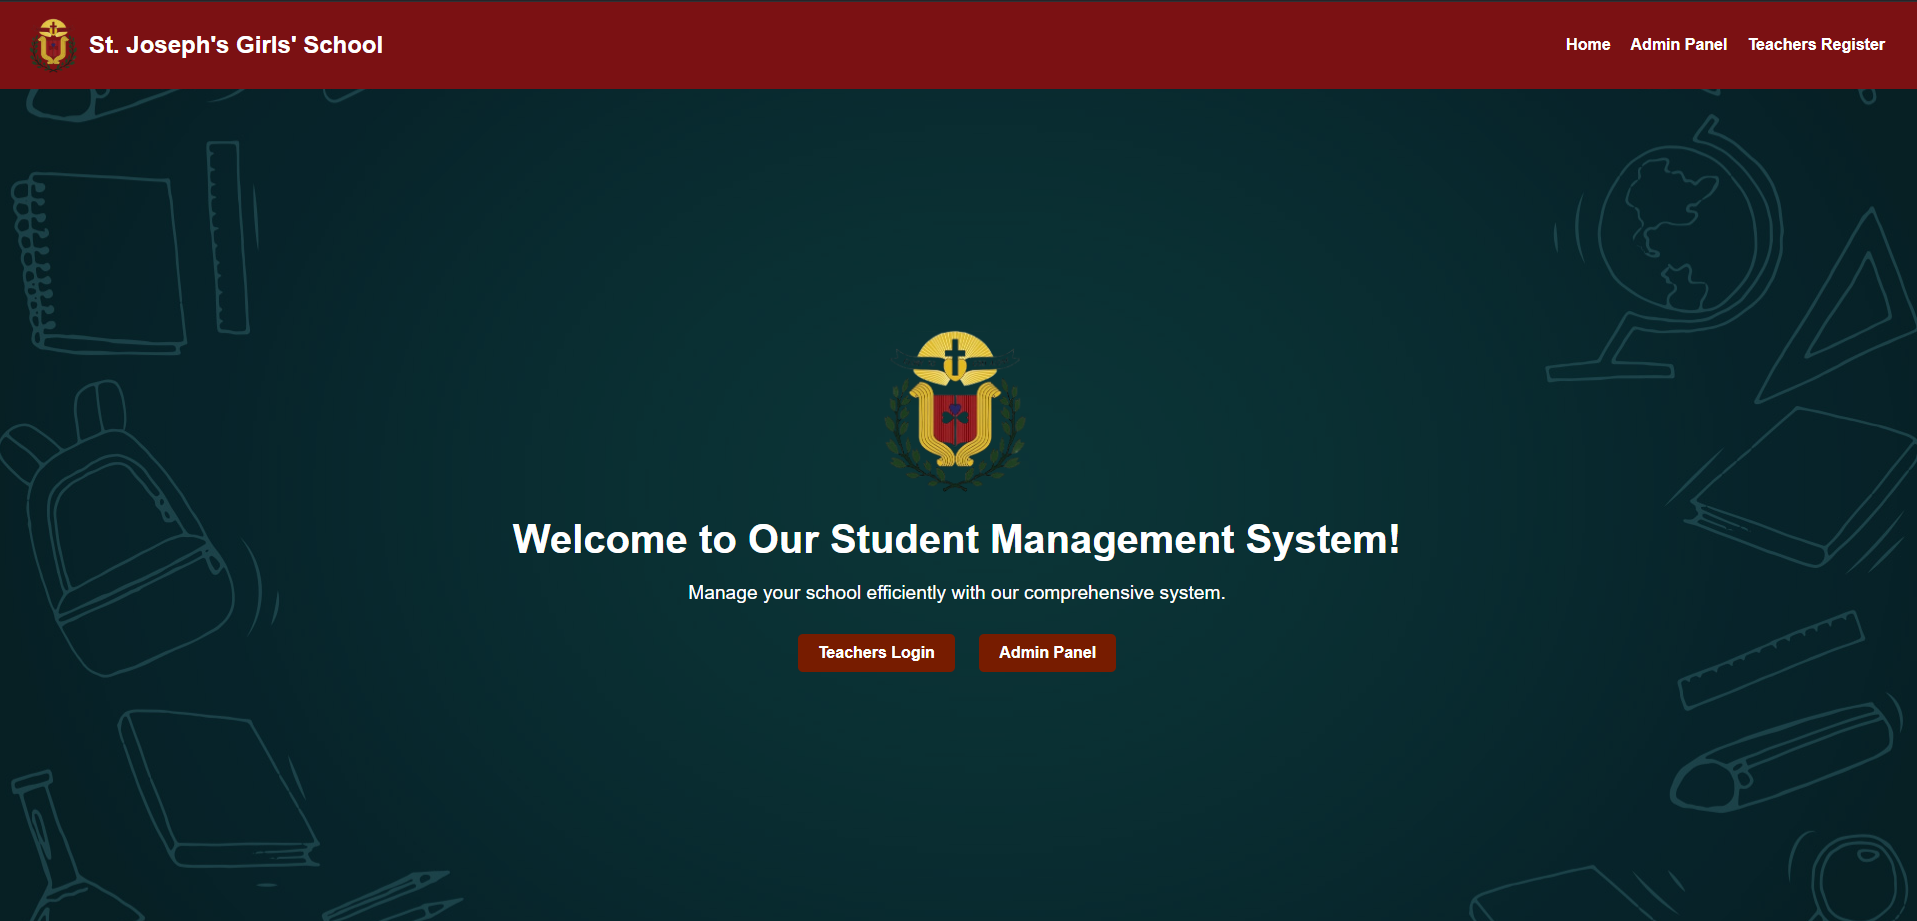 St. Joseph's Girls' School
Home
Admin Panel
Teachers Register
Welcome to Our Student Management System!
Manage your school efficiently with our comprehensive system.
Teachers Login
Admin Panel